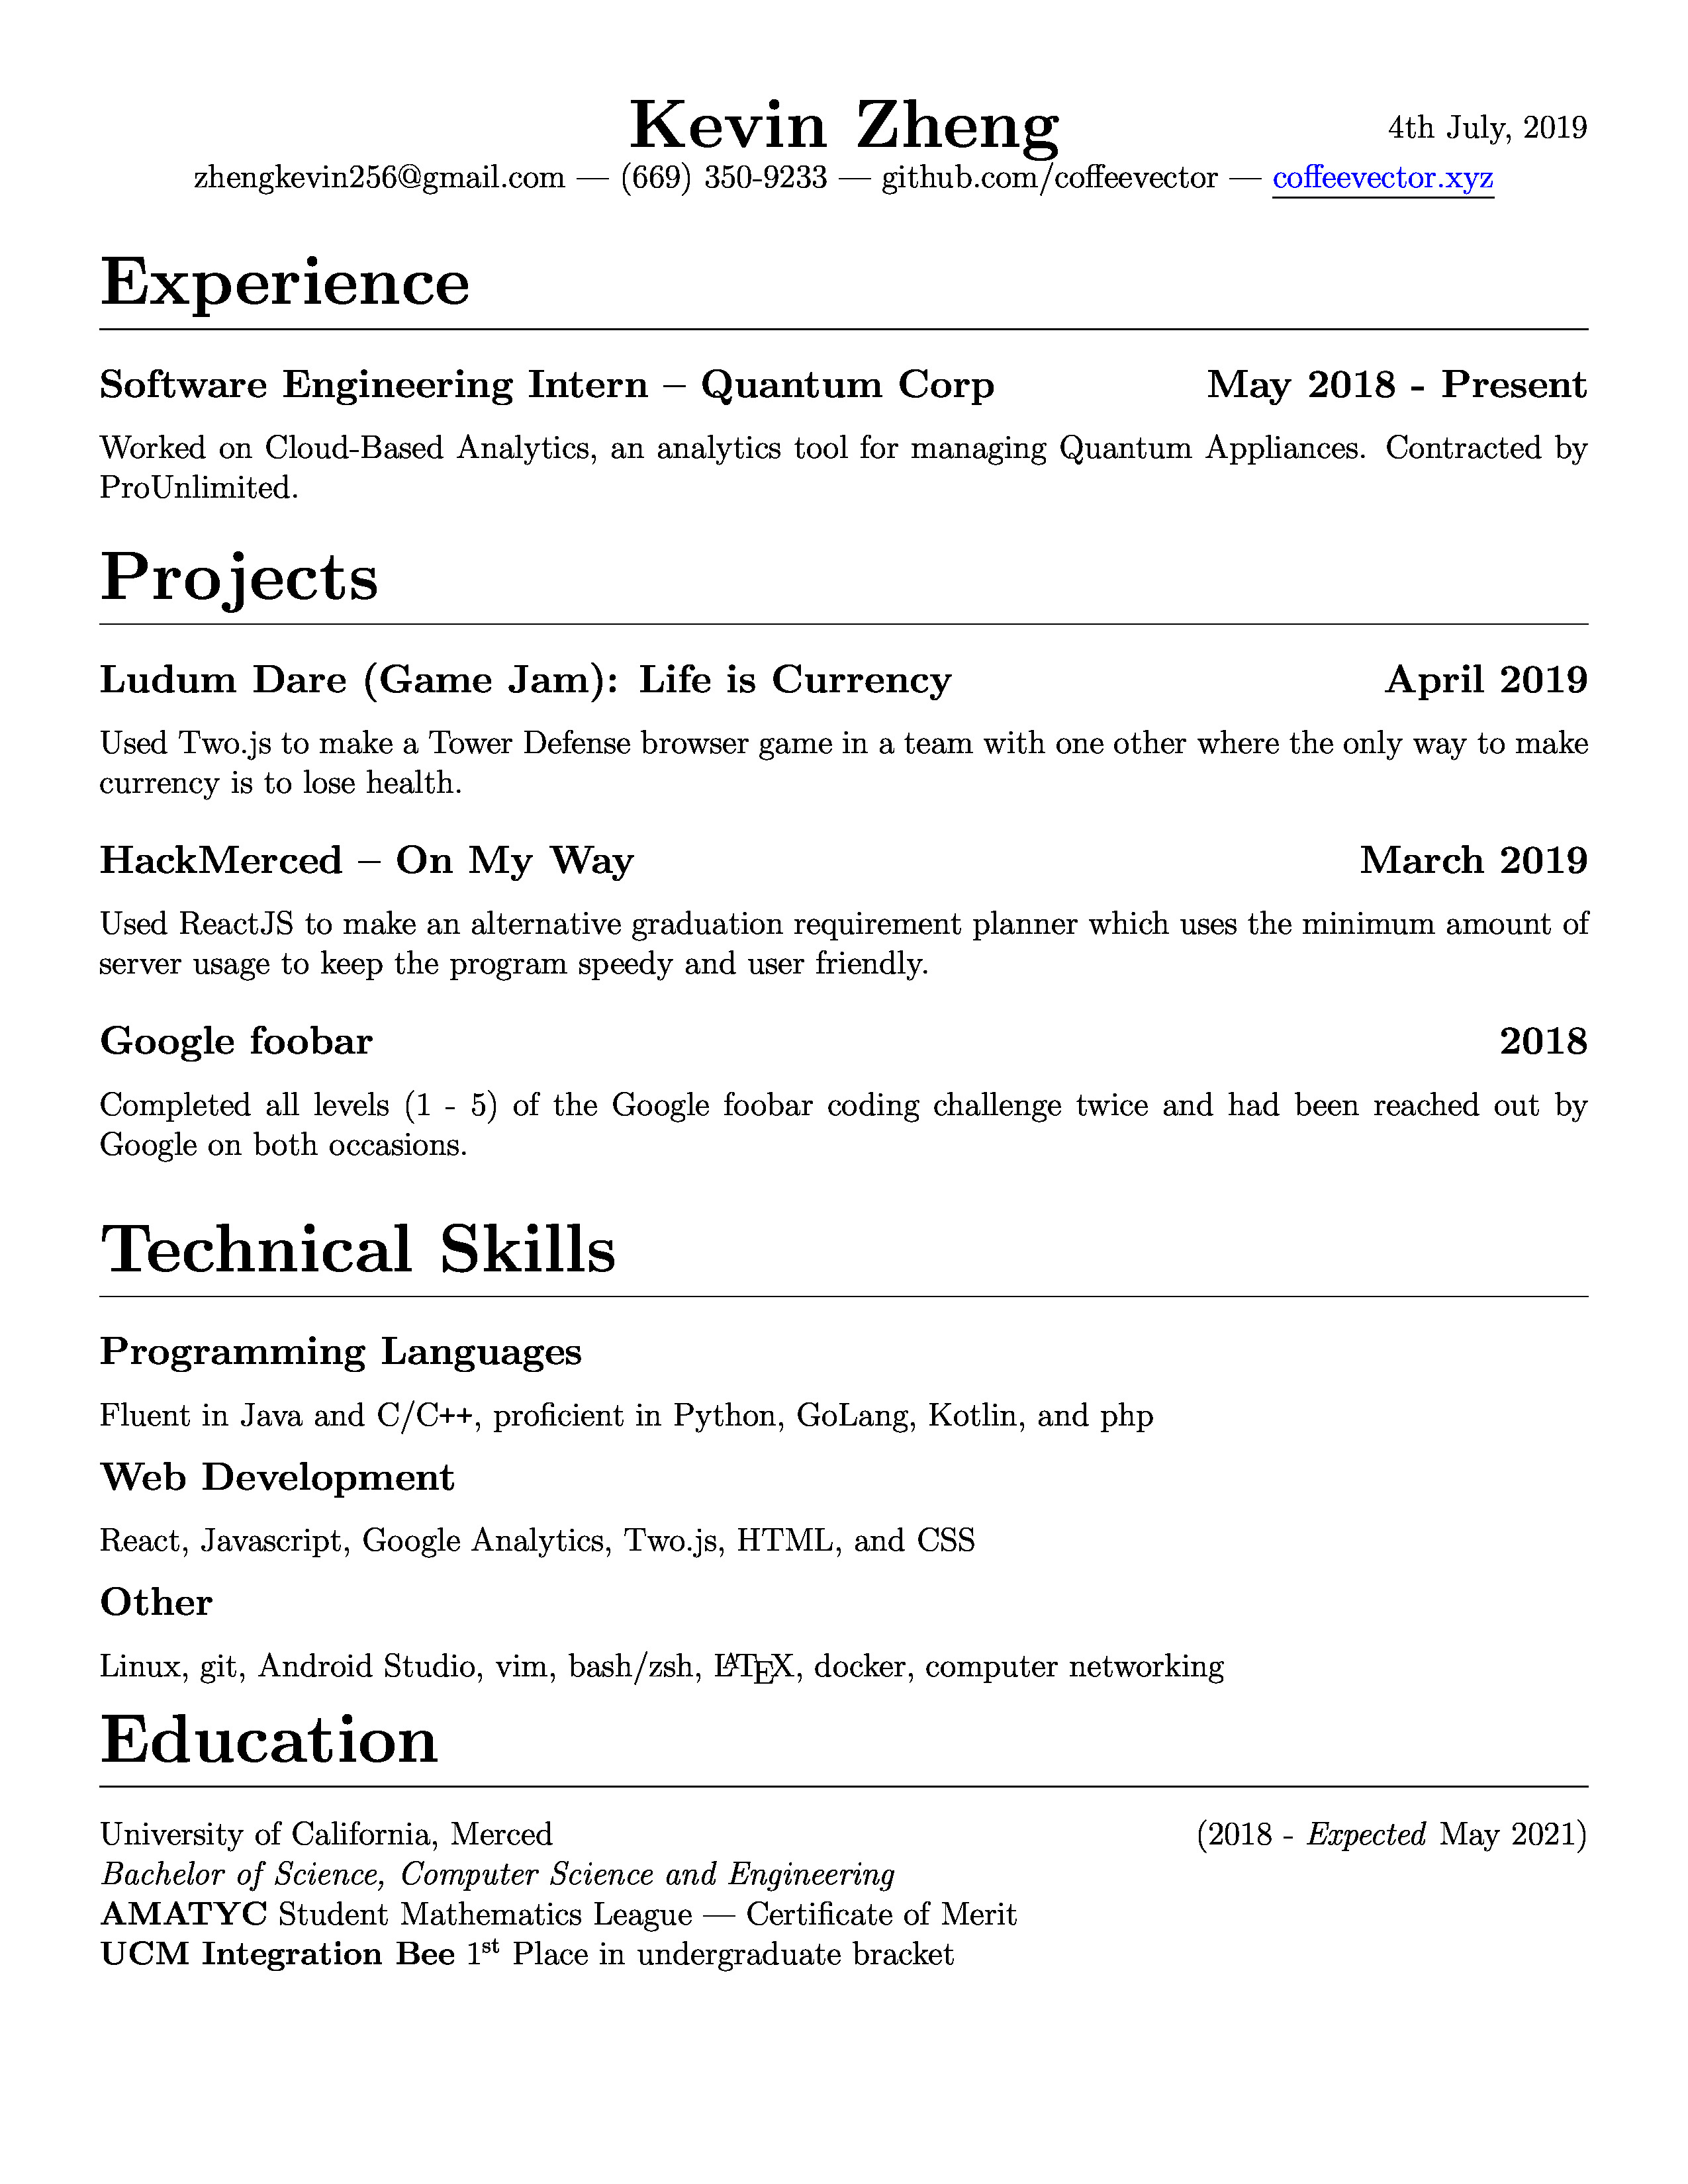 Kevin Zheng 4th July, 2019
zhengkevin256@gmail.com — (669) 350-9233 — github.com/coffeevector — coffeevector.xyz
Experience
Software Engineering Intern – Quantum Corp May 2018 - Present
Worked on Cloud-Based Analytics, an analytics tool for managing Quantum Appliances. Contracted by
ProUnlimited.
Projects
Ludum Dare (Game Jam): Life is Currency April 2019
Used Two.js to make a Tower Defense browser game in a team with one other where the only way to make
currency is to lose health.
HackMerced – On My Way March 2019
Used ReactJS to make an alternative graduation requirement planner which uses the minimum amount of
server usage to keep the program speedy and user friendly.
Google foobar 2018
Completed all levels (1 - 5) of the Google foobar coding challenge twice and had been reached out by
Google on both occasions.
Technical Skills
Programming Languages
Fluent in Java and C/C++, proficient in Python, GoLang, Kotlin, and php
Web Development
React, Javascript, Google Analytics, Two.js, HTML, and CSS
Other
Linux, git, Android Studio, vim, bash/zsh, LATEX, docker, computer networking
Education
University of California, Merced (2018 - Expected May 2021)
Bachelor of Science, Computer Science and Engineering
AMATYC Student Mathematics League — Certificate of Merit
UCM Integration Bee 1st Place in undergraduate bracket